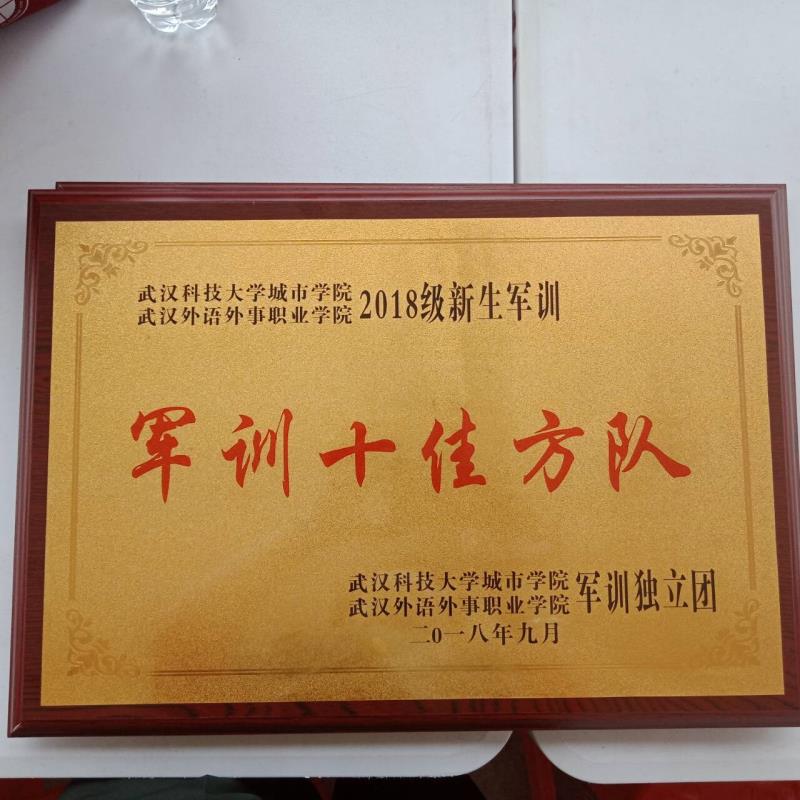 武汉科技大学城市学院
武汉外语外事职业学院
2018级新生军训
军训十佳方队
武汉科技大学城市学院
武汉外语外事职业学院
军训独立团
二0一八年九月